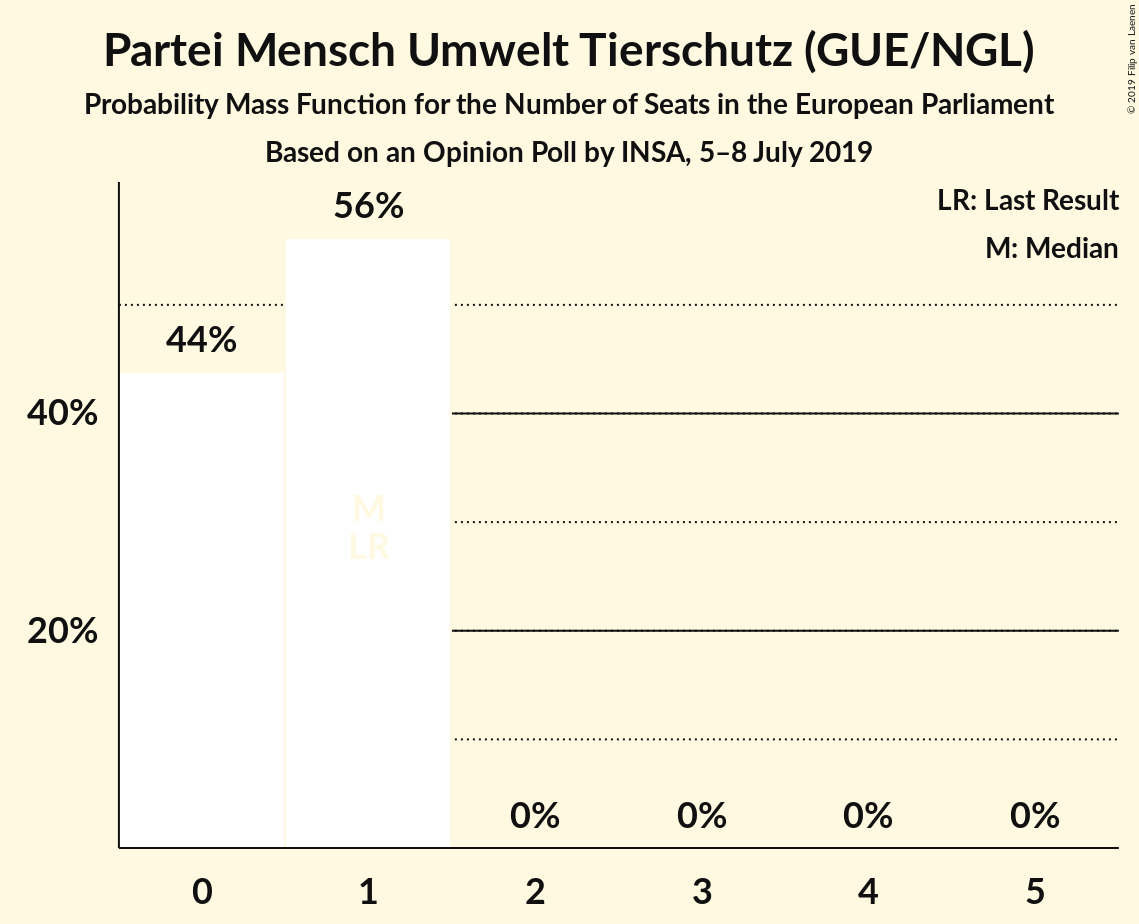 Partei Mensch Umwelt Tierschutz (GUE/NGL)
Probability Mass Function for the Number of Seats in the European Parliament
Based on an Opinion Poll by INSA, 5–8 July 2019
© 2019 Filip van Laenen
LR: Last Result
M: Median
56%
44%
40%
20%
M
LR
0%
0%
0%
0%
0
1
2
3
4
5